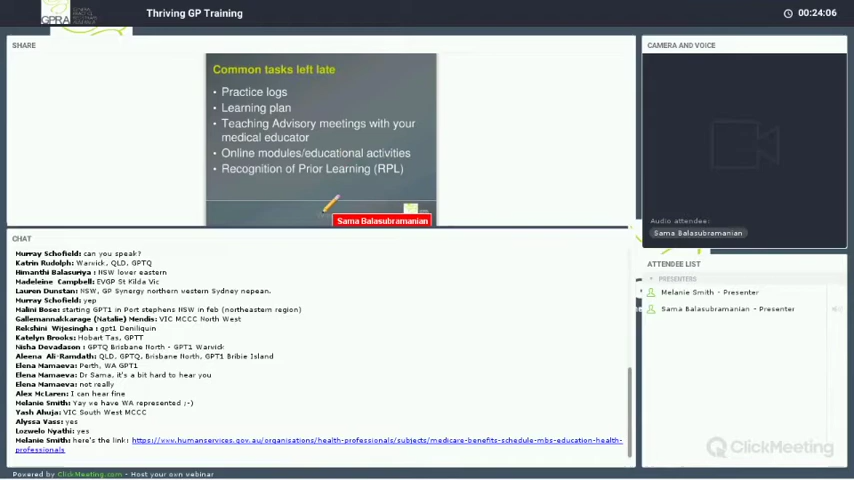 GPRA
Thriving GP Training
00:24:06
SHARE
Common tasks left late
• Practice logs
• Learning plan
• Teaching Advisory meetings with your
medical educator
• Online modules/educational activities
• Recognition of Prior Learning (RPL)
Sama Balasubramanian
CAMERA AND VOICE
Audio attendee:
Sama Balasubramanian
CHAT
Murray Schofield: can you speak?
Katrin Rudolph: Warwick, QLD, GPTQ
Himanthi Balasuriya : NSW lover eastern
Madeleine Campbell: EVGP St Kilda Vic
Lauren Dunstan: NSW, GP Synergy northern vestern Sydney nepean.
Murray Schofield: yep
Malini Bose: starting GPT1 in Port stephens NSW in feb (northeastern region)
Gallemannakkarage (Natalie) Mendis: VIC MCCC North West
Rekshini Wijesingha : gpt1 Deniliquin
Katelyn Brooks: Hobart Tas, GPTT
Nisha Devadason : GPTQ Brisbane North - GPT1 Warwick
Aleena Ali-Ramdath: QLD, GPTQ, Brisbane North, GPT1 Bribie Island
Elena Mamaeva: Perth, WA GPT1
Elena Mamaeva: Dr Sama, it's a bit hard to hear you
Elena Mamaeva: not really
Alex McLaren: I can hear fine
Melanie Smith: Yay we have WA represented ;-)
Yash Ahuja: VIC South West MCCC
Alyssa Vass: yes
Lozwelo Nyathi: yes
Melanie Smith: here's the link: https://www.humanservices.gov.au/organisations/health-professionals/subjects/medicare-benefits-schedule-mbs-education-health-
professionals
ATTENDEE LIST
PRESENTERS
Melanie Smith - Presenter
Sama Balasubramanian - Presenter
ClickMeeting
Powered by ClickMeeting.com - Host your own webinar